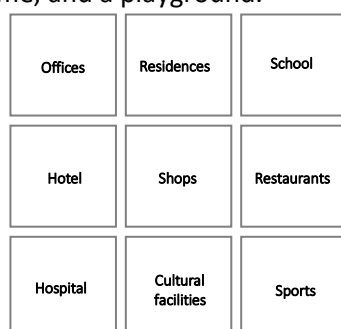 and a playground.
Offices
Residences
School
Hotel
Shops
Restaurants
Hospital
Cultural
facilities
Sports